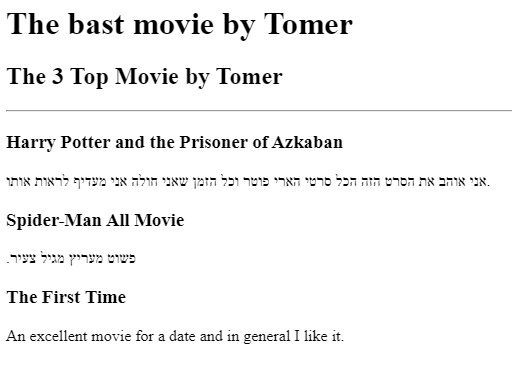 The bast movie by Tomer
The 3 Top Movie by Tomer
Harry Potter and the Prisoner of Azkaban
אני אוהב את הסרט הזה הכל סרטי הארי פוטר וכל הזמן שאני חולה אני מעדיף לראות אותו.
Spider-Man All Movie
פשוט מעריץ מגיל צעיר.
The First Time
An excellent movie for a date and in general I like it.